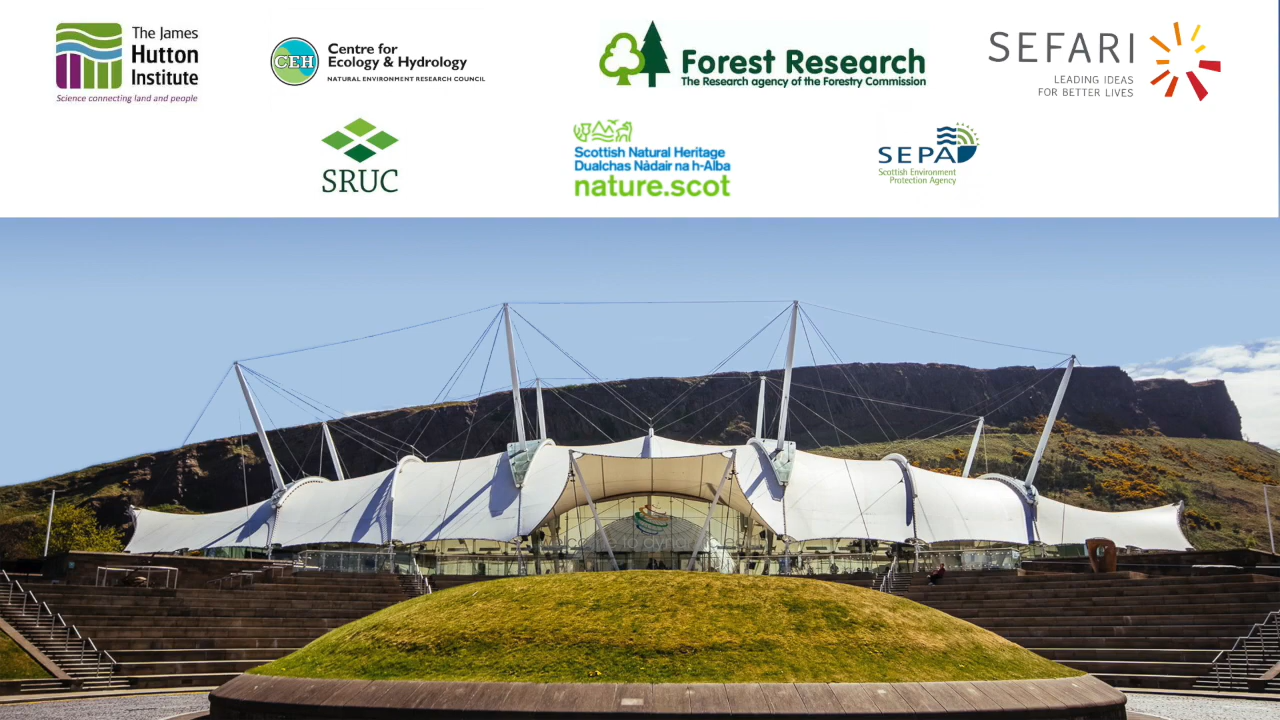 The James
Hutton
Institute
Science connecting land and people
CEH
Centre for
Ecology & Hydrology
NATURAL ENVIRONMENT RESEARCH COUNCIL
Forest Research
The Research agency of the Forestry Commission
SEFARI
LEADING IDEAS
FOR BETTER LIVES
SRUC
Scottish Natural Heritage
Dualchas Nàdair na h-Alba
nature.scot
SEPA
Scottish Environment
Protection Agency